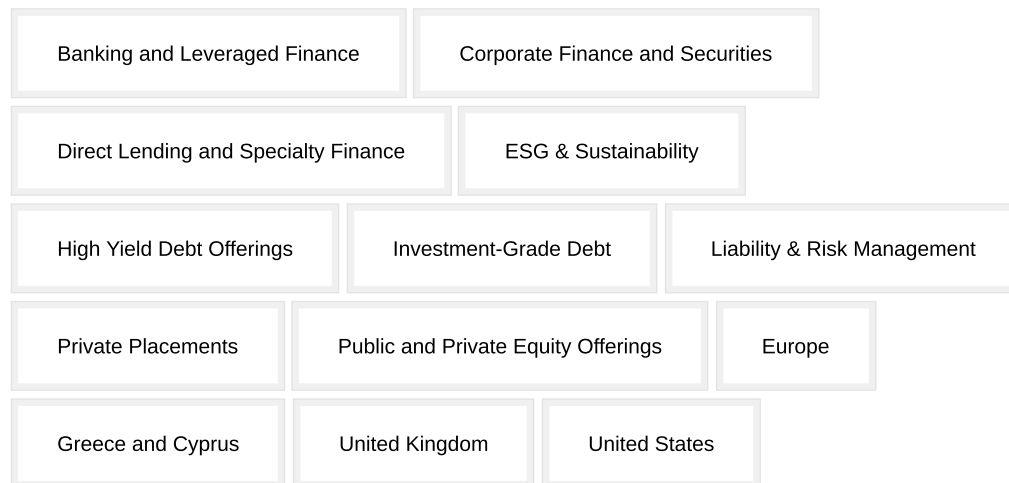 Banking and Leveraged Finance
Corporate Finance and Securities
Direct Lending and Specialty Finance
ESG & Sustainability
High Yield Debt Offerings
Investment-Grade Debt
Liability & Risk Management
Private Placements
Public and Private Equity Offerings
Europe
Greece and Cyprus
United Kingdom
United States